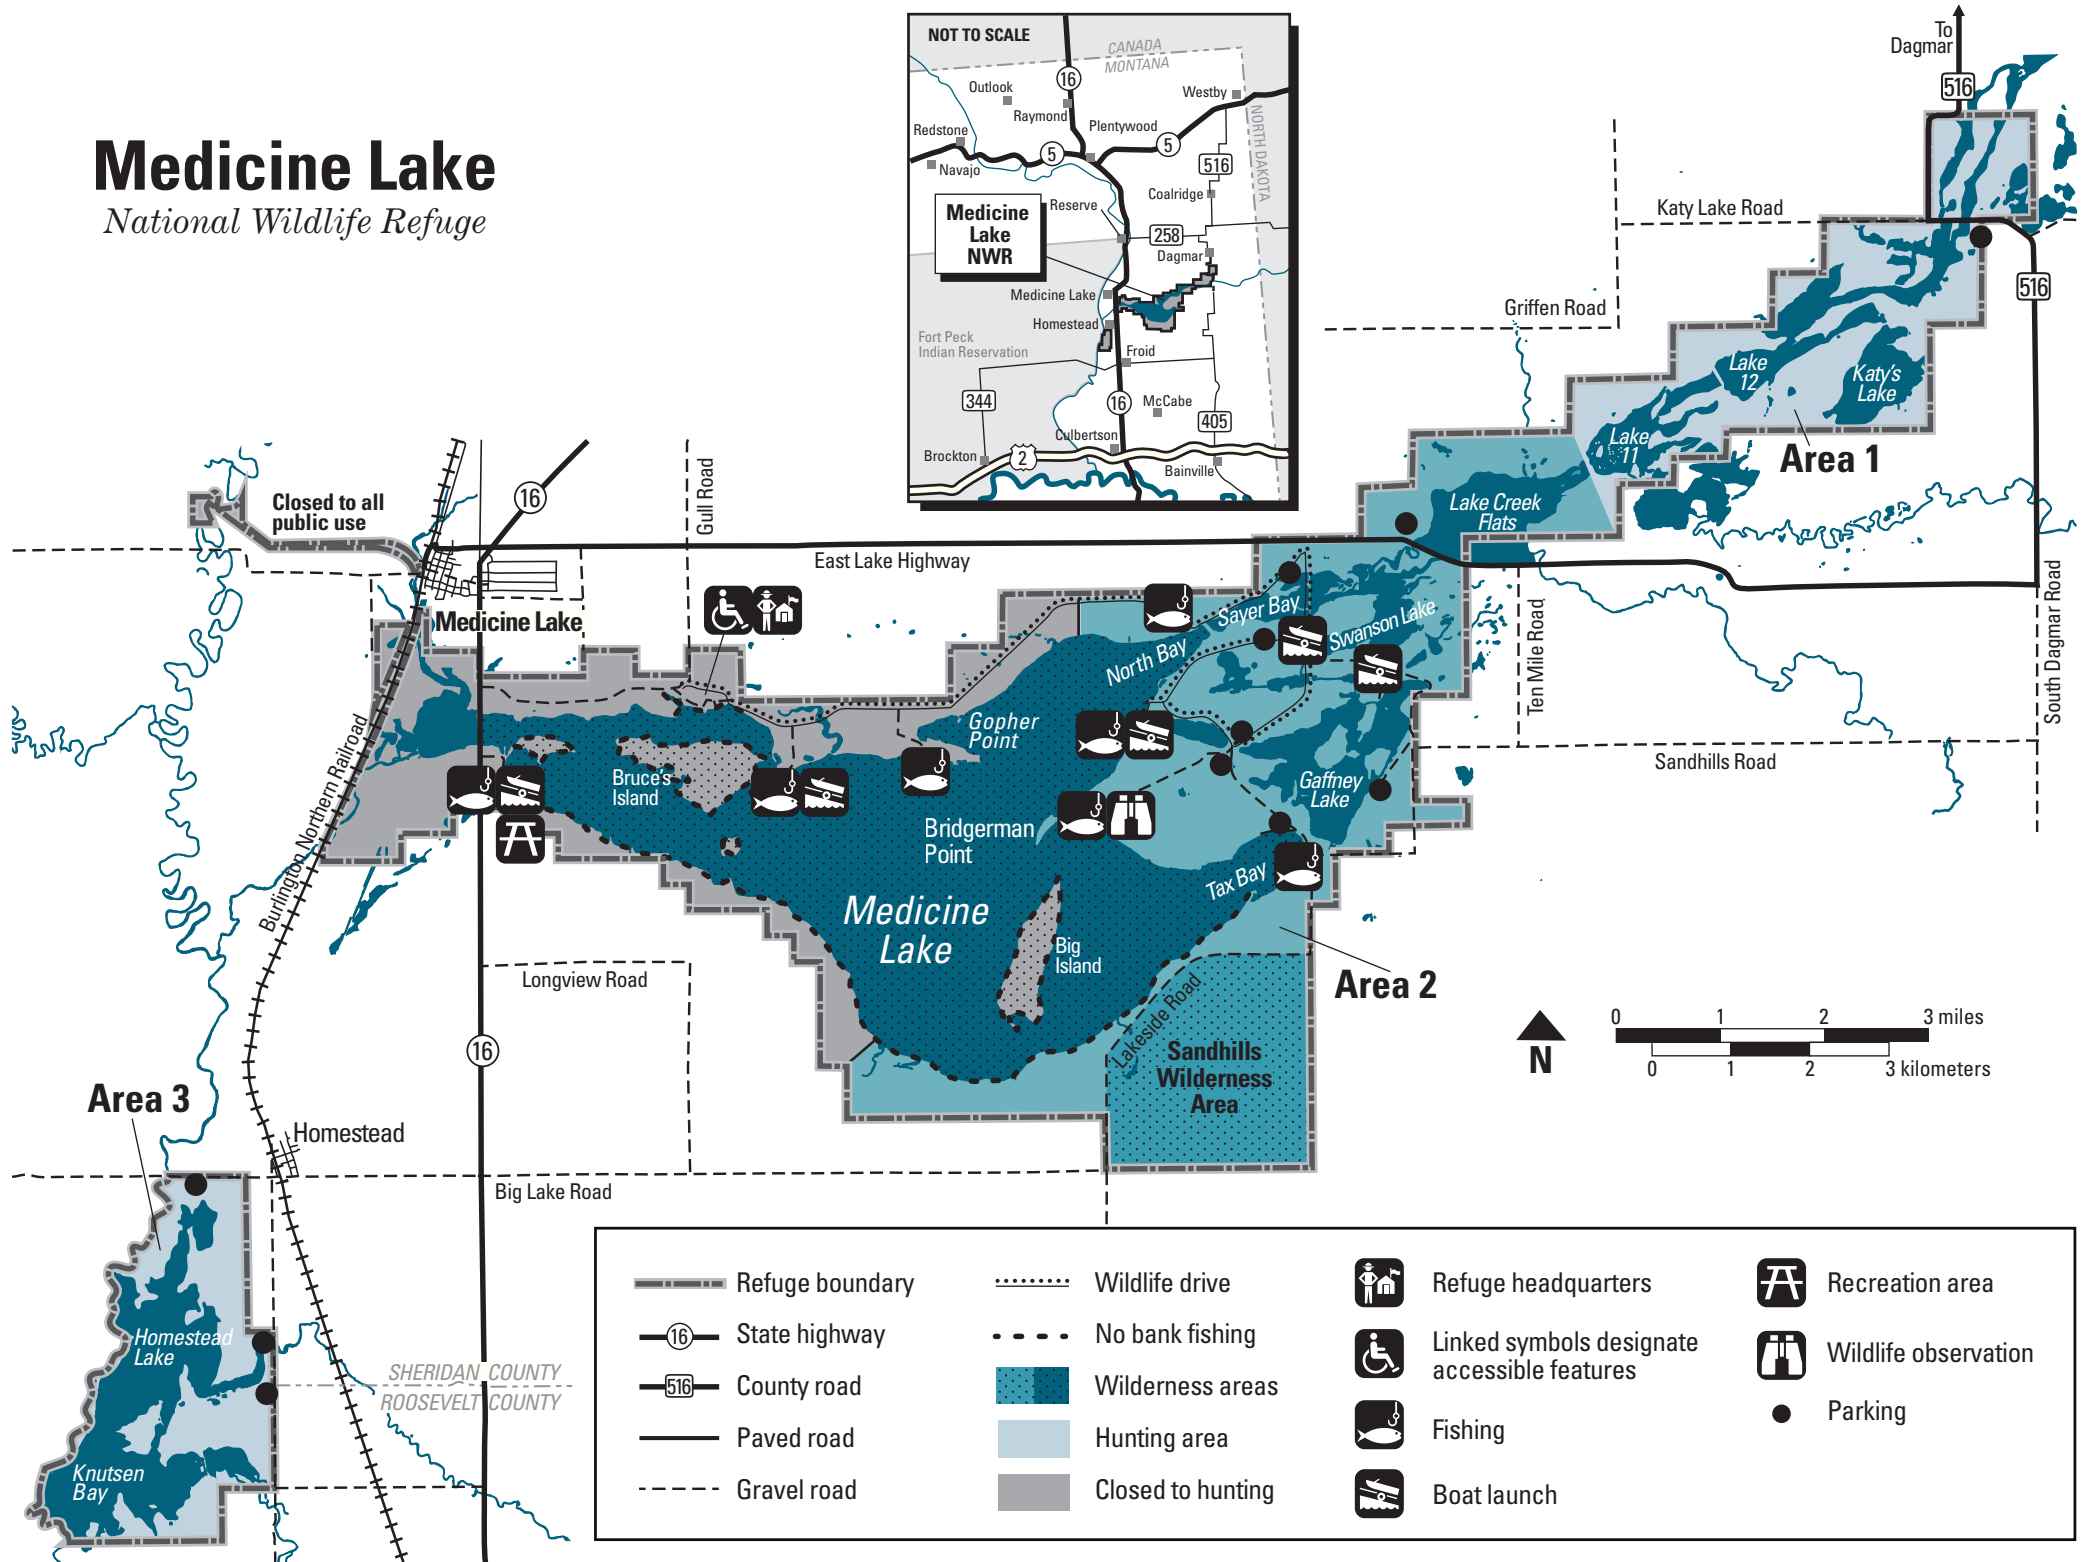 Medicine Lake
National Wildlife Refuge
NOT TO SCALE
CANADA
MONTANA
NORTH DAKOTA
16
Outlook
Raymond
Westby
Redstone
Plentywood
5
5
Navajo
516
Coalridge
Reserve
Medicine
Lake
NWR
258
Dagmar
Medicine Lake
Homestead
Fort Peck
Indian Reservation
Froid
344
16
McCabe
405
Culbertson
Brockton
2
Bainville
To
Dagmar
516
Katy Lake Road
516
Griffen Road
Lake
12
Katy's
Lake
Lake
11
Area 1
Lake Creek
Flats
Closed to all
public use
16
Gull Road
East Lake Highway
Medicine Lake
Sayer Bay
Swanson Lake
North Bay
Ten Mile Road
South Dagmar Road
Sandhills Road
Gopher
Point
Bruce's
Island
Gaffney
Lake
Bridgerman
Point
Tax Bay
Burlington Northern Railroad
Medicine
Lake
Big
Island
Area 2
Longview Road
Lakeside Road
16
Sandhills
Wilderness
Area
0 1 2 3 miles
N
0 1 2 3 kilometers
Area 3
Homestead
Big Lake Road
Homestead
Lake
SHERIDAN COUNTY
ROOSEVELT COUNTY
Knutsen
Bay
Refuge boundary
16 State highway
516 County road
Paved road
Gravel road
Wildlife drive
No bank fishing
Wilderness areas
Hunting area
Closed to hunting
Refuge headquarters
Linked symbols designate
accessible features
Fishing
Boat launch
Recreation area
Wildlife observation
Parking